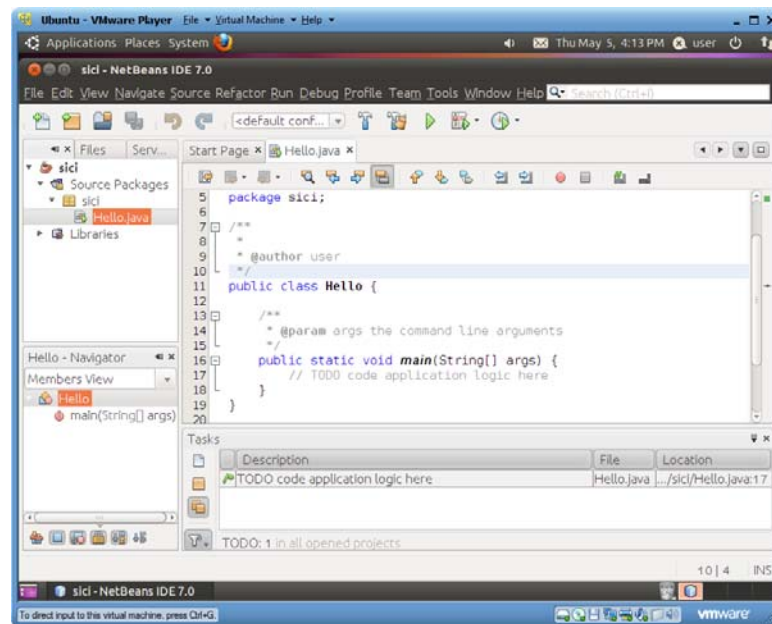 Ubuntu - VMware Player File Virtual Machine Help
Applications Places System Thu May 5, 4:13 PM user
sici - NetBeans IDE 7.0
File Edit View Navigate Source Refactor Run Debug Profile Team Tools Window Help Search (Ctrl+I)
<default conf...
Files Serv... Start Page Hello.java
sici
Source Packages
sici
Hello.java
Libraries
5 package sici;
6
7 /**
8 *
9 * @author user
10 */
11 public class Hello {
12
13 /**
14 * @param args the command line arguments
15 */
16 public static void main(String[] args) {
17 // TODO code application logic here
18 }
19 }
20
Hello - Navigator
Members View
Hello
main(String[] args)
Tasks
Description File Location
TODO code application logic here Hello.java .../sici/Hello.java:17
TODO: 1 in all opened projects
10 | 4 INS
sici - NetBeans IDE 7.0
To direct input to this virtual machine, press Ctrl+G.
vmware